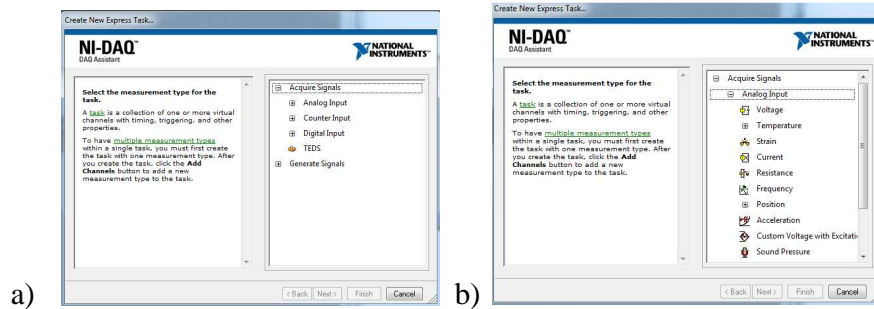 Create New Express Task...
NI-DAQ™
DAQ Assistant
NATIONAL
INSTRUMENTS™
Select the measurement type for the
task.
A task is a collection of one or more virtual
channels with timing, triggering, and other
properties.
To have multiple measurement types
within a single task, you must first create
the task with one measurement type. After
you create the task, click the Add
Channels button to add a new
measurement type to the task.
Acquire Signals
Analog Input
Counter Input
Digital Input
TEDS
Generate Signals
< Back
Next >
Finish
Cancel
a)
Create New Express Task...
NI-DAQ™
DAQ Assistant
NATIONAL
INSTRUMENTS™
Select the measurement type for the
task.
A task is a collection of one or more virtual
channels with timing, triggering, and other
properties.
To have multiple measurement types
within a single task, you must first create
the task with one measurement type. After
you create the task, click the Add
Channels button to add a new
measurement type to the task.
Acquire Signals
Analog Input
Voltage
Temperature
Strain
Current
Resistance
Frequency
Position
Acceleration
Custom Voltage with Excitati
Sound Pressure
< Back
Next >
Finish
Cancel
b)